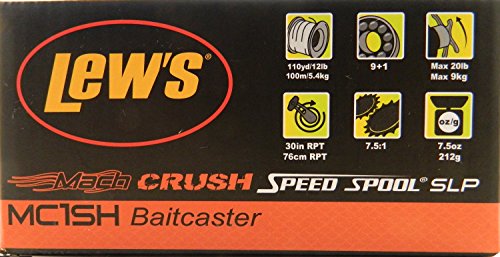 LEW'S
110yd/12lb
100m/5.4kg
9+1
Max 20lb
Max 9kg
oz/g
30in RPT
76cm RPT
7.5:1
7.5oz
212g
Mach CRUSH SPEED SPOOL® SLP
MC1SH Baitcaster